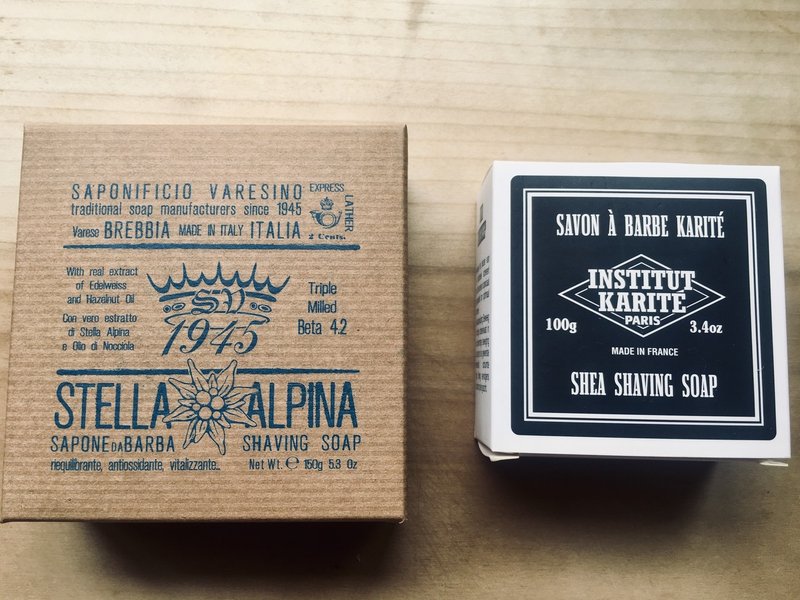 SAPONIFICIO VARESINO
traditional soap manufacturers since 1945
Varese BREBBIA MADE IN ITALY ITALIA
EXPRESS
LATHER
2 Cents.
With real extract
of Edelweiss
and Hazelnut Oil
Con vero estratto
di Stella Alpina
e Olio di Nocciola
S.V.
1945
Triple
Milled
Beta 4.2
STELLA ALPINA
SAPONE DA BARBA SHAVING SOAP
riequilibrante, antiossidante, vitalizzante...
Net Wt. ℮ 150g 5.3 Oz
SAVON À BARBE KARITÉ
INSTITUT
KARITÉ
PARIS
100g 3.4oz
MADE IN FRANCE
SHEA SHAVING SOAP